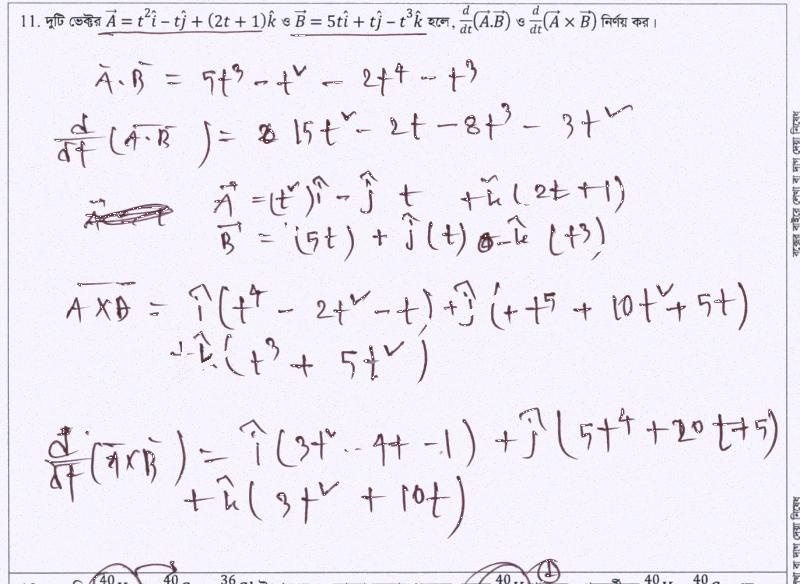 11. দুটি ভেক্টর $\vec{A} = t^2\hat{i} - t\hat{j} + (2t + 1)\hat{k}$ ও $\vec{B} = 5t\hat{i} + t\hat{j} - t^3\hat{k}$ হলে, $\frac{d}{dt}(\vec{A}.\vec{B})$ ও $\frac{d}{dt}(\vec{A} \times \vec{B})$ নির্ণয় কর।
$\vec{A} \cdot \vec{B} = 5t^3 - t^2 - 2t^4 - t^3$
$\frac{d}{dt}(\vec{A} \cdot \vec{B}) = 15t^2 - 2t - 8t^3 - 3t^2$
$\vec{A} = (t^2)\hat{i} - \hat{j} t + \hat{k}(2t + 1)$
$\vec{B} = (5t) + \hat{j}(t) - \hat{k}(t^3)$
$\overline{A \times B} = \hat{i}(t^4 - 2t^2 - t) + \hat{j}(+t^5 + 10t^2 + 5t)$
$+ \hat{k}(t^3 + 5t^2)$
$\frac{d}{dt}(\vec{A} \times \vec{B}) = \hat{i}(3t^2 - 4t - 1) + \hat{j}(5t^4 + 20t + 5)$
$+ \hat{k}(3t^2 + 10t)$